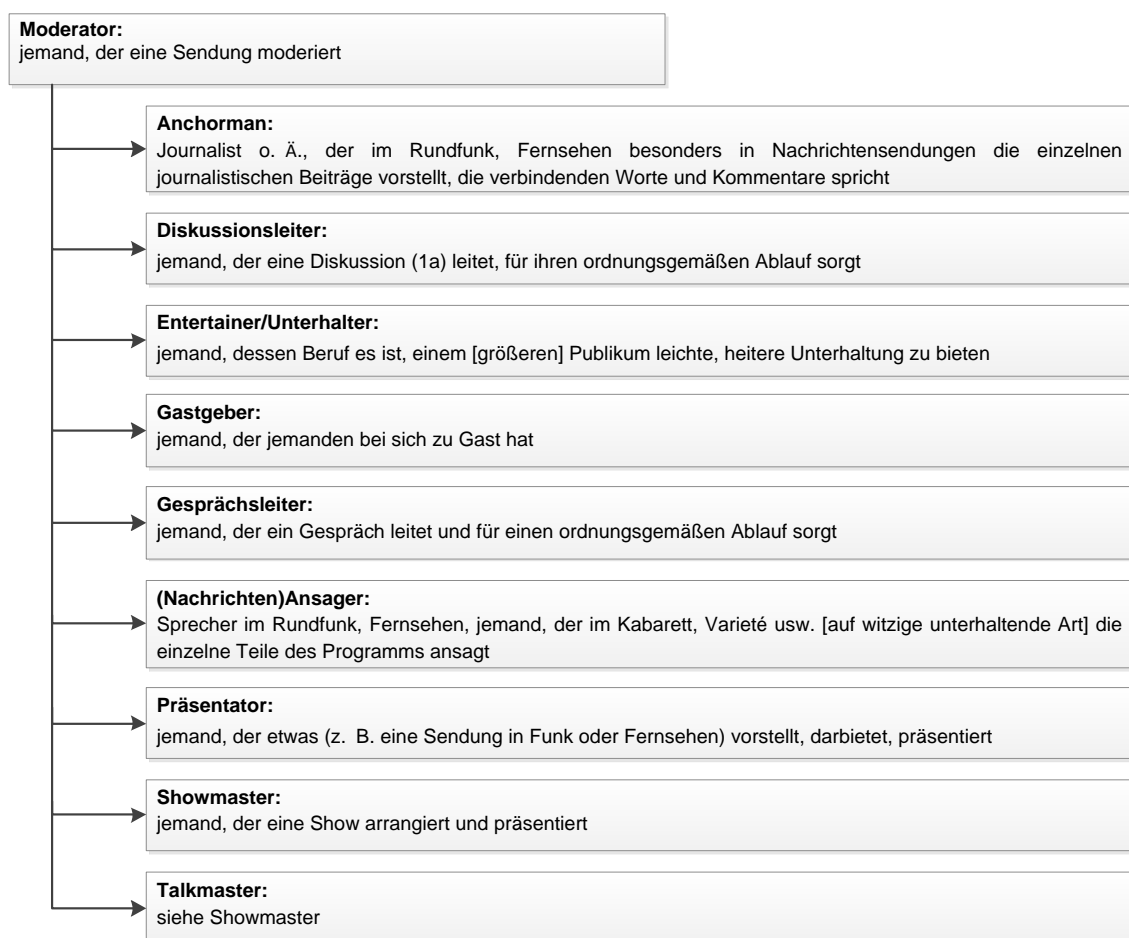 Moderator:
jemand, der eine Sendung moderiert
Anchorman:
Journalist o. Ä., der im Rundfunk, Fernsehen besonders in Nachrichtensendungen die einzelnen
journalistischen Beiträge vorstellt, die verbindenden Worte und Kommentare spricht
Diskussionsleiter:
jemand, der eine Diskussion (1a) leitet, für ihren ordnungsgemäßen Ablauf sorgt
Entertainer/Unterhalter:
jemand, dessen Beruf es ist, einem [größeren] Publikum leichte, heitere Unterhaltung zu bieten
Gastgeber:
jemand, der jemanden bei sich zu Gast hat
Gesprächsleiter:
jemand, der ein Gespräch leitet und für einen ordnungsgemäßen Ablauf sorgt
(Nachrichten)Ansager:
Sprecher im Rundfunk, Fernsehen, jemand, der im Kabarett, Varieté usw. [auf witzige unterhaltende Art] die
einzelne Teile des Programms ansagt
Präsentator:
jemand, der etwas (z. B. eine Sendung in Funk oder Fernsehen) vorstellt, darbietet, präsentiert
Showmaster:
jemand, der eine Show arrangiert und präsentiert
Talkmaster:
siehe Showmaster